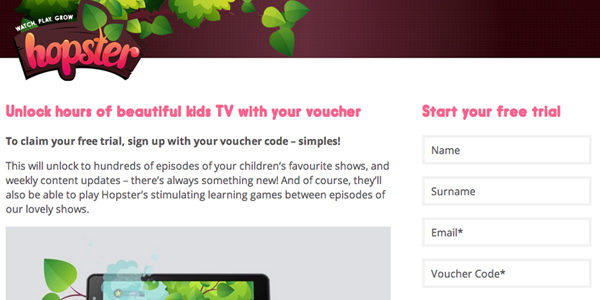 WATCH. PLAY. GROW
hopster
Unlock hours of beautiful kids TV with your voucher
To claim your free trial, sign up with your voucher code – simples!
This will unlock to hundreds of episodes of your children's favourite shows, and
weekly content updates – there's always something new! And of course, they'll
also be able to play Hopster's stimulating learning games between episodes of
our lovely shows.
Start your free trial
Name
Surname
Email*
Voucher Code*